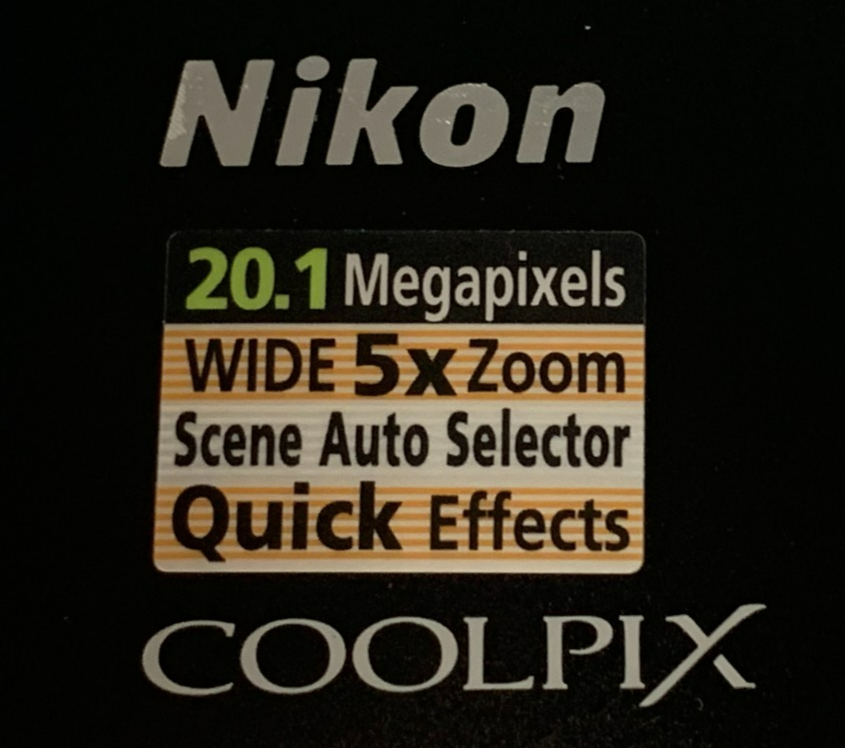 Nikon
20.1 Megapixels
WIDE 5x Zoom
Scene Auto Selector
Quick Effects
COOLPIX